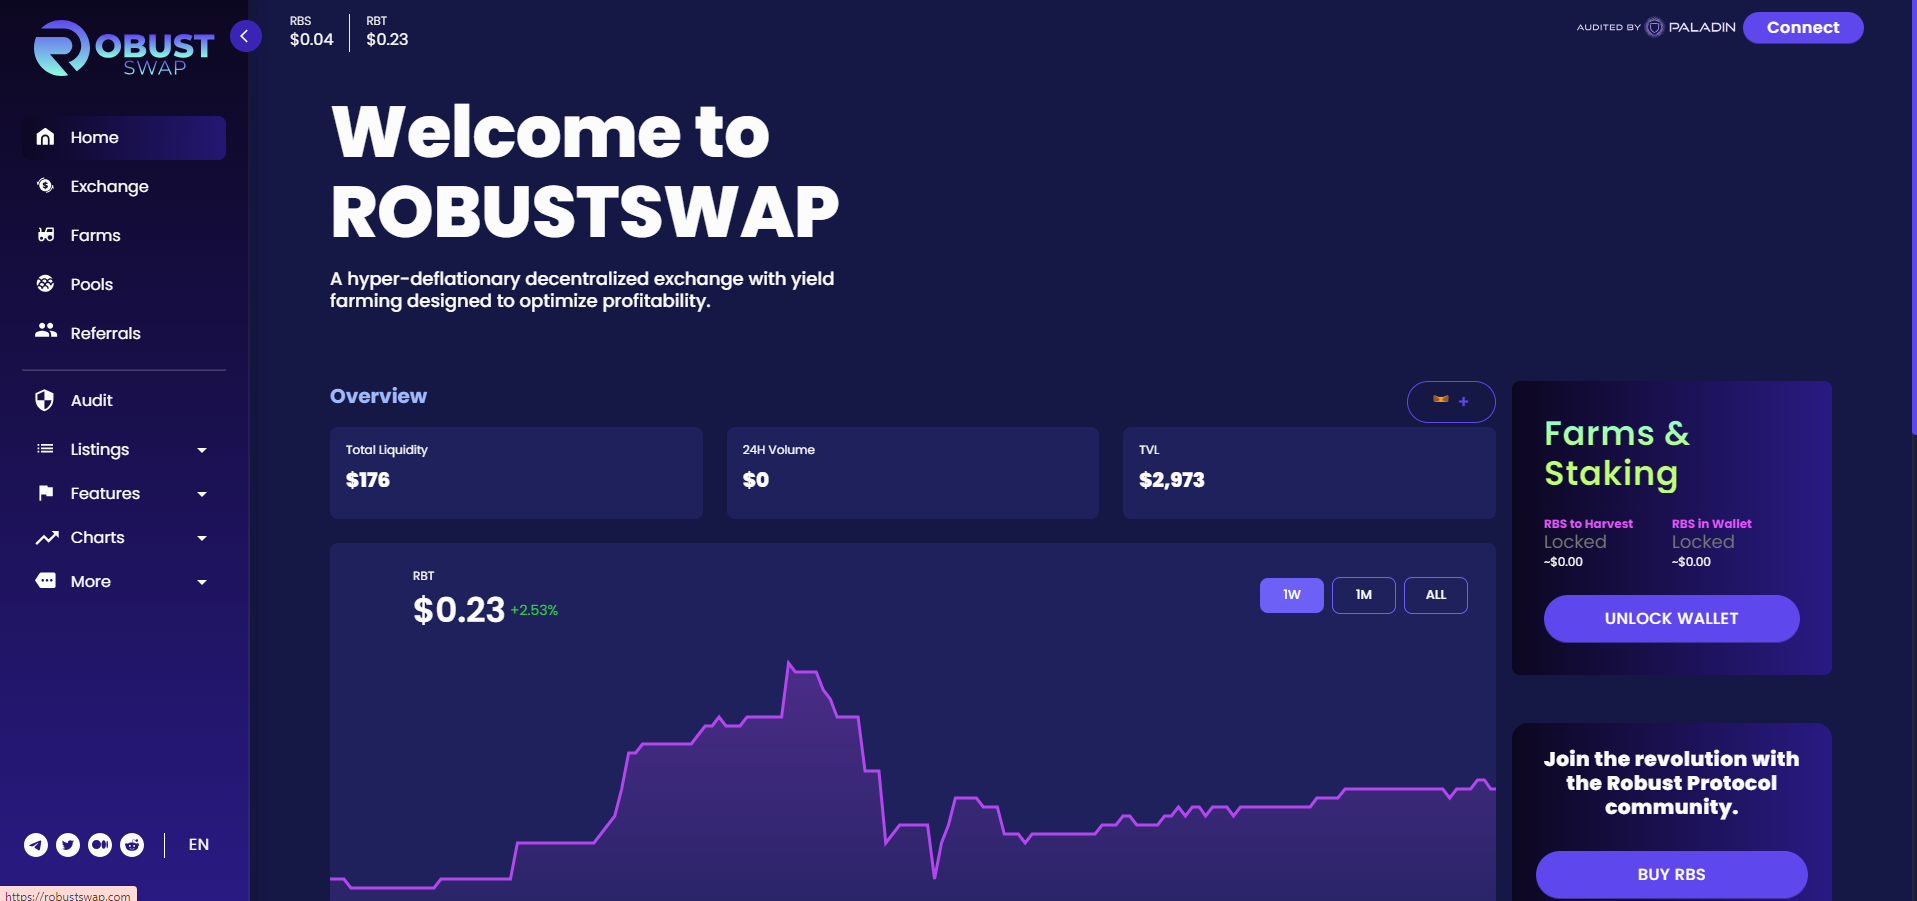 ROBUST
SWAP
RBS
$0.04
RBT
$0.23
AUDITED BY PALADIN
Connect
Home
Exchange
Farms
Pools
Referrals
Audit
Listings
Features
Charts
More
EN
https://robustswap.com
Welcome to
ROBUSTSWAP
A hyper-deflationary decentralized exchange with yield
farming designed to optimize profitability.
Overview
+
Total Liquidity
$176
24H Volume
$0
TVL
$2,973
RBT
$0.23 +2.53%
1W
1M
ALL
Farms &
Staking
RBS to Harvest
Locked
~$0.00
RBS in Wallet
Locked
~$0.00
UNLOCK WALLET
Join the revolution with
the Robust Protocol
community.
BUY RBS